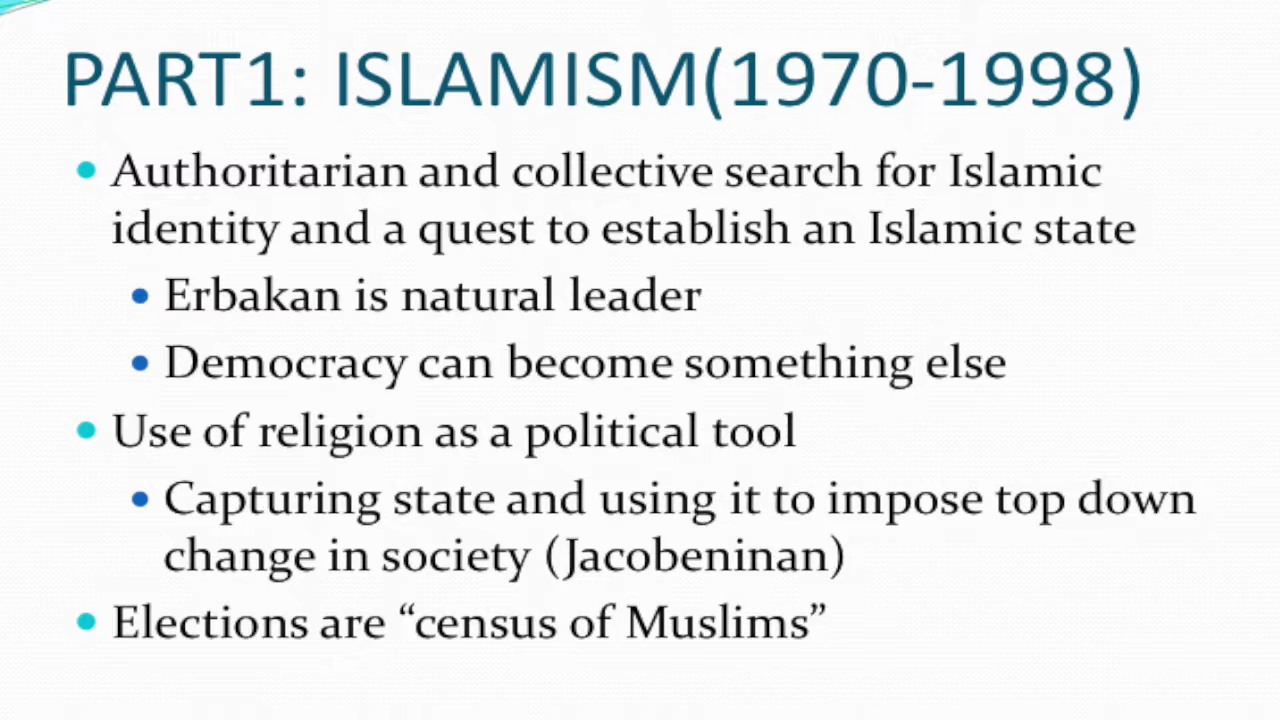 PART1: ISLAMISM(1970-1998)
• Authoritarian and collective search for Islamic
identity and a quest to establish an Islamic state
• Erbakan is natural leader
• Democracy can become something else
• Use of religion as a political tool
• Capturing state and using it to impose top down
change in society (Jacobeninan)
• Elections are “census of Muslims”